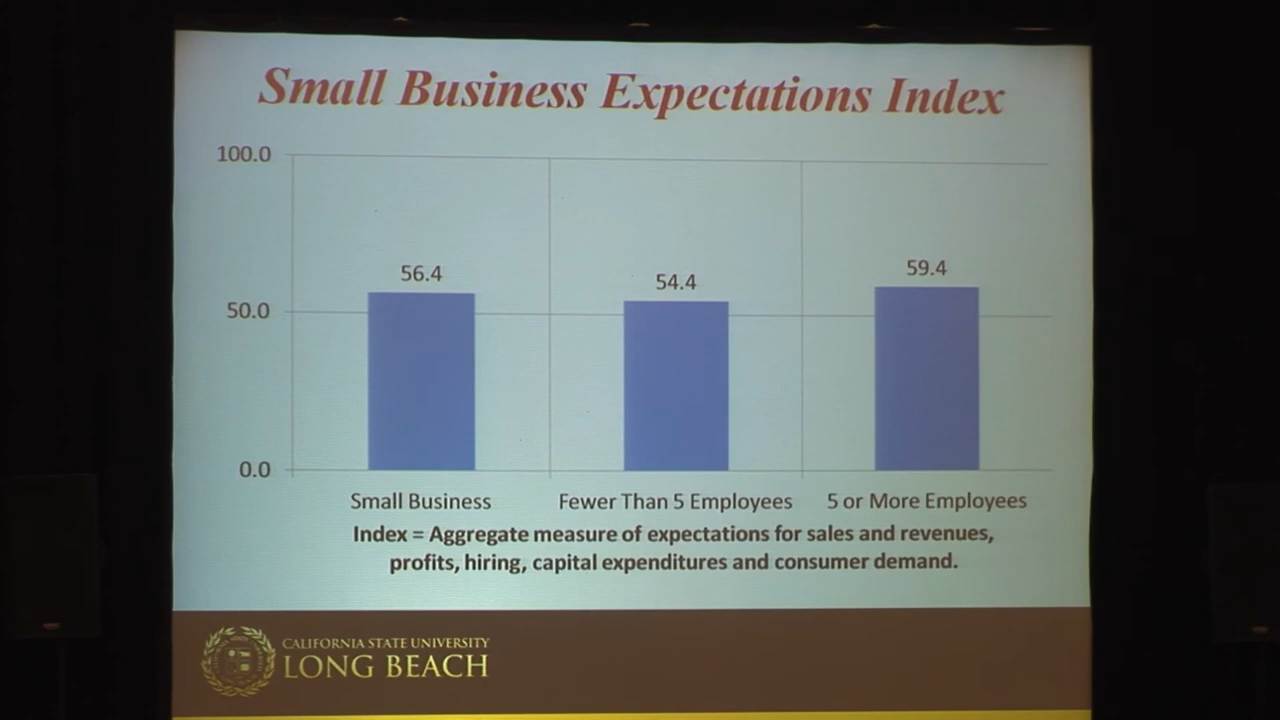 Small Business Expectations Index
100.0
50.0
0.0
56.4
54.4
59.4
Small Business
Fewer Than 5 Employees
5 or More Employees
Index = Aggregate measure of expectations for sales and revenues,
profits, hiring, capital expenditures and consumer demand.
CALIFORNIA STATE UNIVERSITY
LONG BEACH